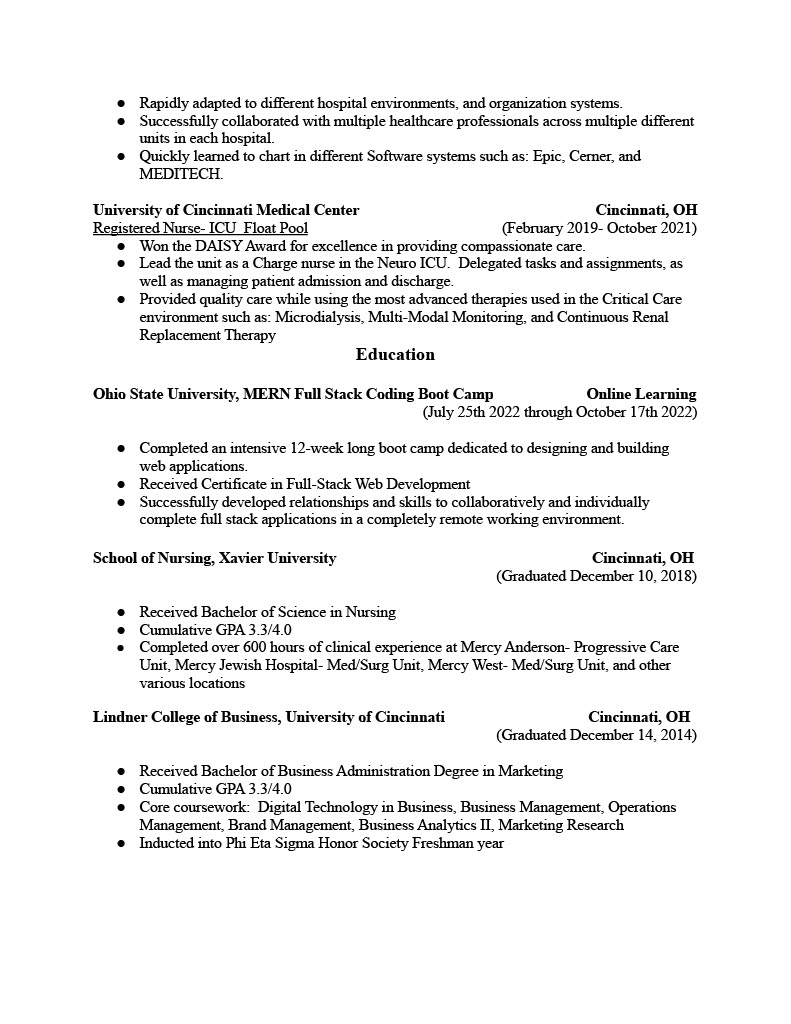 ● Rapidly adapted to different hospital environments, and organization systems.
● Successfully collaborated with multiple healthcare professionals across multiple different
units in each hospital.
● Quickly learned to chart in different Software systems such as: Epic, Cerner, and
MEDITECH.
University of Cincinnati Medical Center Cincinnati, OH
Registered Nurse- ICU  Float Pool (February 2019- October 2021)
● Won the DAISY Award for excellence in providing compassionate care.
● Lead the unit as a Charge nurse in the Neuro ICU.  Delegated tasks and assignments, as
well as managing patient admission and discharge.
● Provided quality care while using the most advanced therapies used in the Critical Care
environment such as: Microdialysis, Multi-Modal Monitoring, and Continuous Renal
Replacement Therapy
Education
Ohio State University, MERN Full Stack Coding Boot Camp Online Learning
(July 25th 2022 through October 17th 2022)
● Completed an intensive 12-week long boot camp dedicated to designing and building
web applications.
● Received Certificate in Full-Stack Web Development
● Successfully developed relationships and skills to collaboratively and individually
complete full stack applications in a completely remote working environment.
School of Nursing, Xavier University Cincinnati, OH
(Graduated December 10, 2018)
● Received Bachelor of Science in Nursing
● Cumulative GPA 3.3/4.0
● Completed over 600 hours of clinical experience at Mercy Anderson- Progressive Care
Unit, Mercy Jewish Hospital- Med/Surg Unit, Mercy West- Med/Surg Unit, and other
various locations
Lindner College of Business, University of Cincinnati Cincinnati, OH
(Graduated December 14, 2014)
● Received Bachelor of Business Administration Degree in Marketing
● Cumulative GPA 3.3/4.0
● Core coursework:  Digital Technology in Business, Business Management, Operations
Management, Brand Management, Business Analytics II, Marketing Research
● Inducted into Phi Eta Sigma Honor Society Freshman year